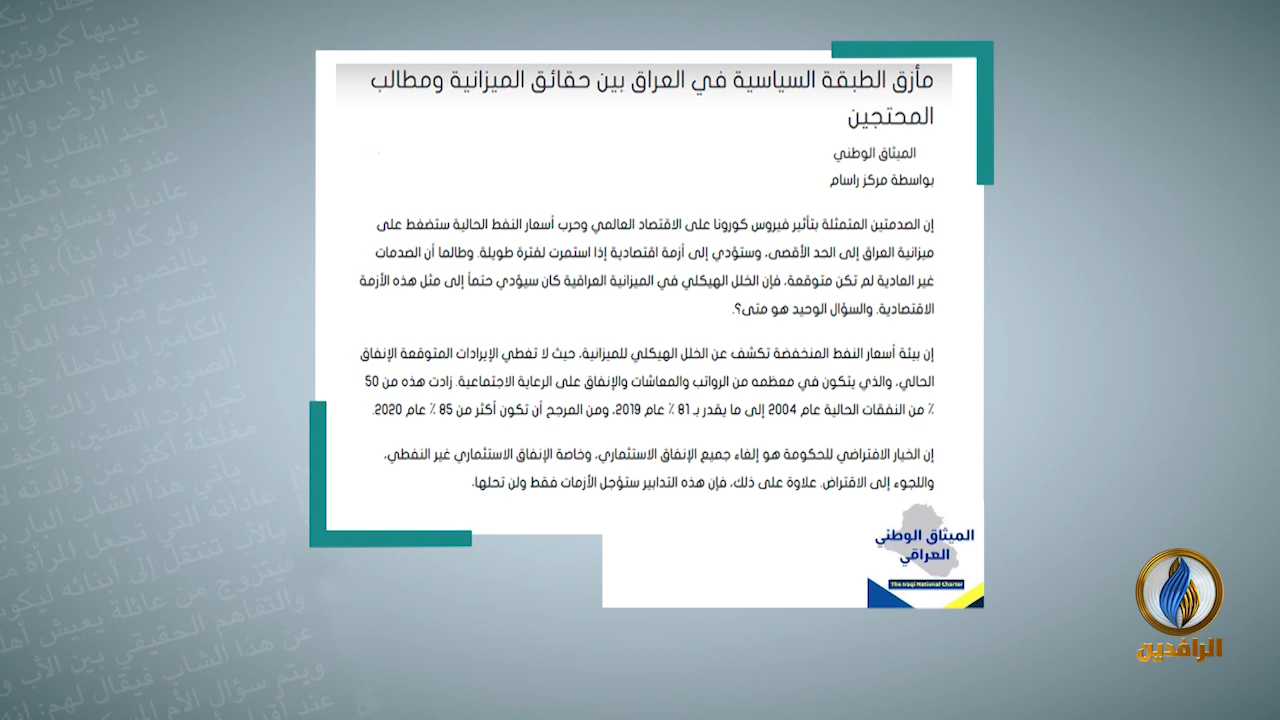 مأزق الطبقة السياسية في العراق بين حقائق الميزانية ومطالب
المحتجين
الميثاق الوطني
بواسطة مركز راسام
إن الصدمتين المتمثلة بتأثير فيروس كورونا على الاقتصاد العالمي وحرب أسعار النفط الحالية ستضغط على
ميزانية العراق إلى الحد الأقصى، وستؤدي إلى أزمة اقتصادية إذا استمرت لفترة طويلة. وطالما أن الصدمات
غير العادية لم تكن متوقعة، فإن الخلل الهيكلي في الميزانية العراقية كان سيؤدي حتماً إلى مثل هذه الأزمة
الاقتصادية. والسؤال الوحيد هو متى؟.
إن بيئة أسعار النفط المنخفضة تكشف عن الخلل الهيكلي للميزانية، حيث لا تغطي الإيرادات المتوقعة الإنفاق
الحالي، والذي يتكون في معظمه من الرواتب والمعاشات والإنفاق على الرعاية الاجتماعية. زادت هذه من 50
٪ من النفقات الحالية عام 2004 إلى ما يقدر بـ 81 ٪ عام 2019، ومن المرجح أن تكون أكثر من 85 ٪ عام 2020.
إن الخيار الافتراضي للحكومة هو إلغاء جميع الإنفاق الاستثماري، وخاصة الإنفاق الاستثماري غير النفطي،
واللجوء إلى الاقتراض. علاوة على ذلك، فإن هذه التدابير ستؤجل الأزمات فقط ولن تحلها.
الميثاق الوطني
العراقي
The Iraqi National Charter
الرافدين